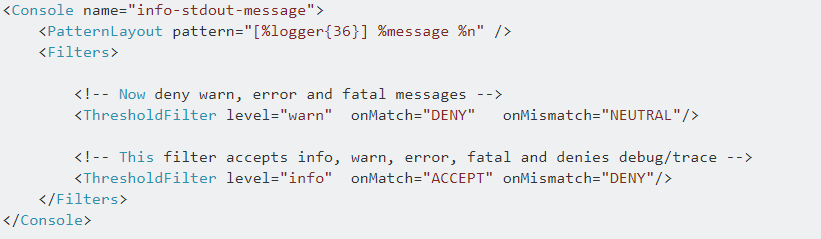 <Console name="info-stdout-message">
    <PatternLayout pattern="[%logger{36}] %message %n" />
    <Filters>

        <!-- Now deny warn, error and fatal messages -->
        <ThresholdFilter level="warn"  onMatch="DENY"   onMismatch="NEUTRAL"/>

        <!-- This filter accepts info, warn, error, fatal and denies debug/trace -->
        <ThresholdFilter level="info"  onMatch="ACCEPT" onMismatch="DENY"/>
    </Filters>
</Console>